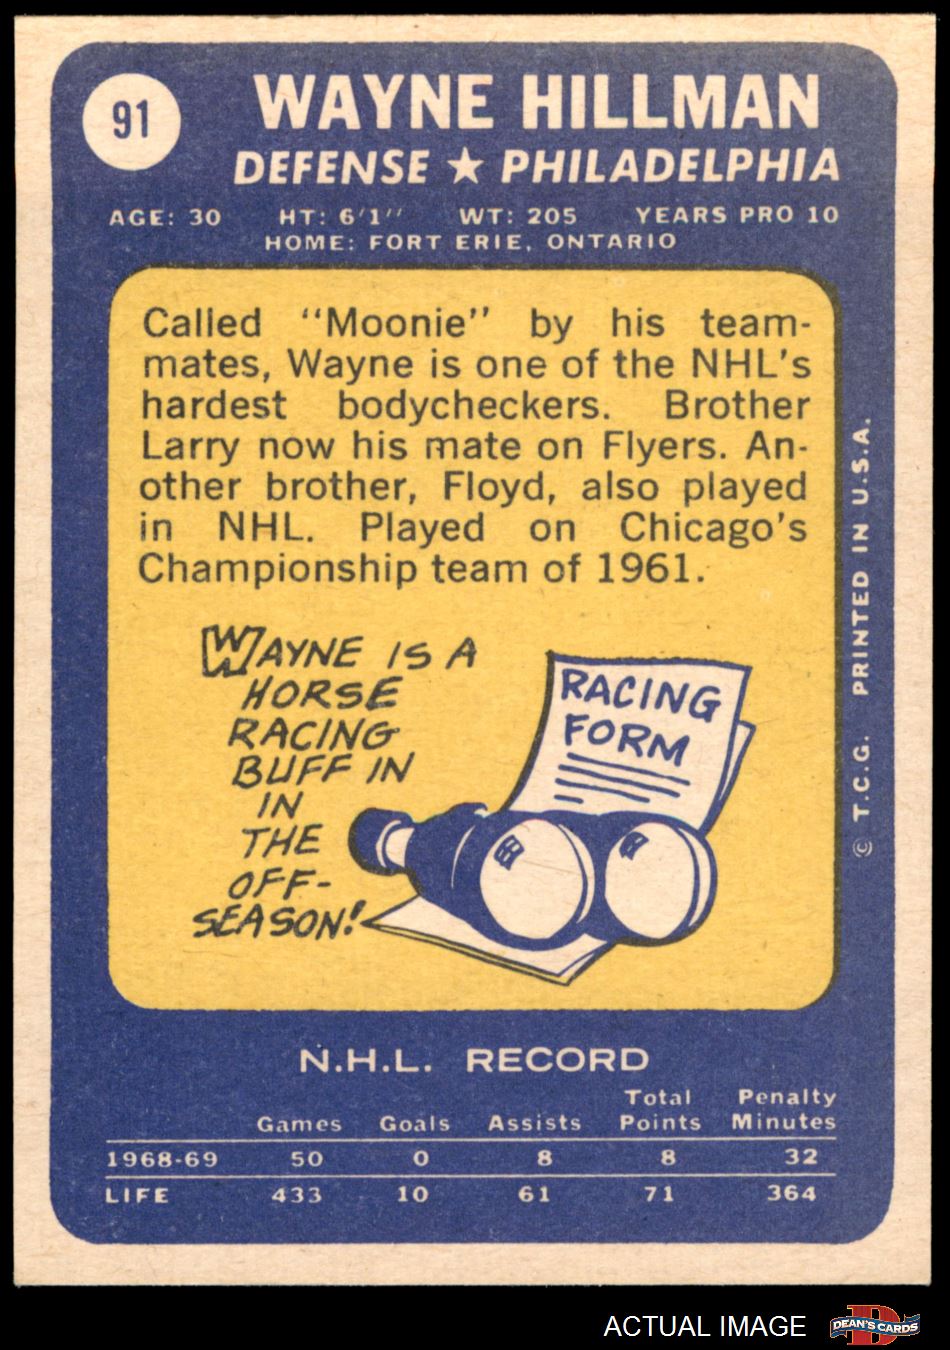 91
WAYNE HILLMAN
DEFENSE ★ PHILADELPHIA
AGE: 30 HT: 6'1" WT: 205 YEARS PRO 10
HOME: FORT ERIE, ONTARIO
Called "Moonie" by his team-
mates, Wayne is one of the NHL's
hardest bodycheckers. Brother
Larry now his mate on Flyers. An-
other brother, Floyd, also played
in NHL. Played on Chicago's
Championship team of 1961.
WAYNE IS A
HORSE
RACING
BUFF IN
IN
THE
OFF-
SEASON!
RACING
FORM
© T.C.G. PRINTED IN U.S.A.
N.H.L. RECORD
Games Goals Assists Total Points Penalty Minutes
1968-69 50 0 8 8 32
LIFE 433 10 61 71 364
ACTUAL IMAGE
DEAN'S CARDS